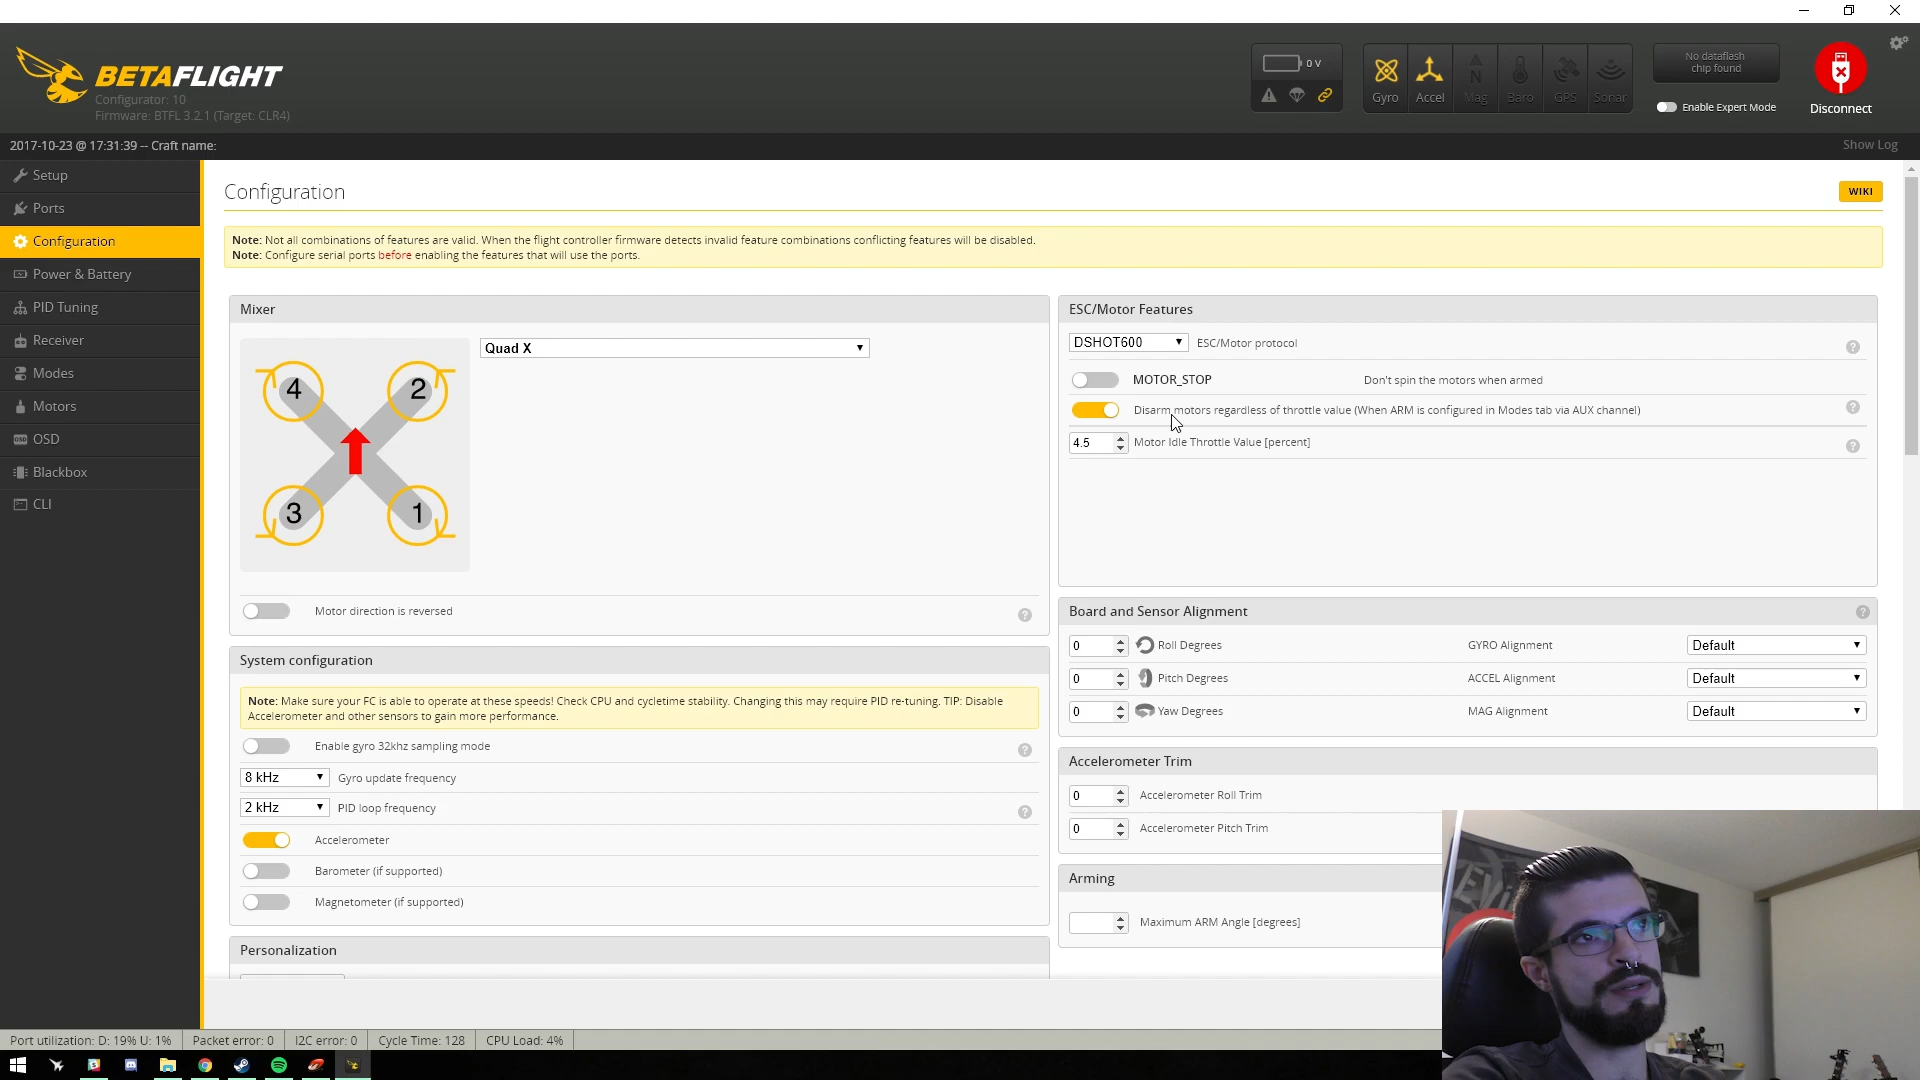 BETAFLIGHT
Configurator: 10
Firmware: BTFL 3.2.1 (Target: CLR4)
0 V
Gyro
Accel
Mag
Baro
GPS
Sonar
No dataflash
chip found
Enable Expert Mode
Disconnect
2017-10-23 @ 17:31:39 -- Craft name:
Show Log
Setup
Ports
Configuration
Power & Battery
PID Tuning
Receiver
Modes
Motors
OSD
Blackbox
CLI
Configuration
WIKI
Note: Not all combinations of features are valid. When the flight controller firmware detects invalid feature combinations conflicting features will be disabled.
Note: Configure serial ports before enabling the features that will use the ports.
Mixer
Quad X
4
2
3
1
Motor direction is reversed
System configuration
Note: Make sure your FC is able to operate at these speeds! Check CPU and cycletime stability. Changing this may require PID re-tuning. TIP: Disable
Accelerometer and other sensors to gain more performance.
Enable gyro 32khz sampling mode
8 kHz Gyro update frequency
2 kHz PID loop frequency
Accelerometer
Barometer (if supported)
Magnetometer (if supported)
Personalization
ESC/Motor Features
DSHOT600 ESC/Motor protocol
MOTOR_STOP Don't spin the motors when armed
Disarm motors regardless of throttle value (When ARM is configured in Modes tab via AUX channel)
4.5 Motor Idle Throttle Value [percent]
Board and Sensor Alignment
0 Roll Degrees GYRO Alignment Default
0 Pitch Degrees ACCEL Alignment Default
0 Yaw Degrees MAG Alignment Default
Accelerometer Trim
0 Accelerometer Roll Trim
0 Accelerometer Pitch Trim
Arming
Maximum ARM Angle [degrees]
Port utilization: D: 19% U: 1%
Packet error: 0
I2C error: 0
Cycle Time: 128
CPU Load: 4%